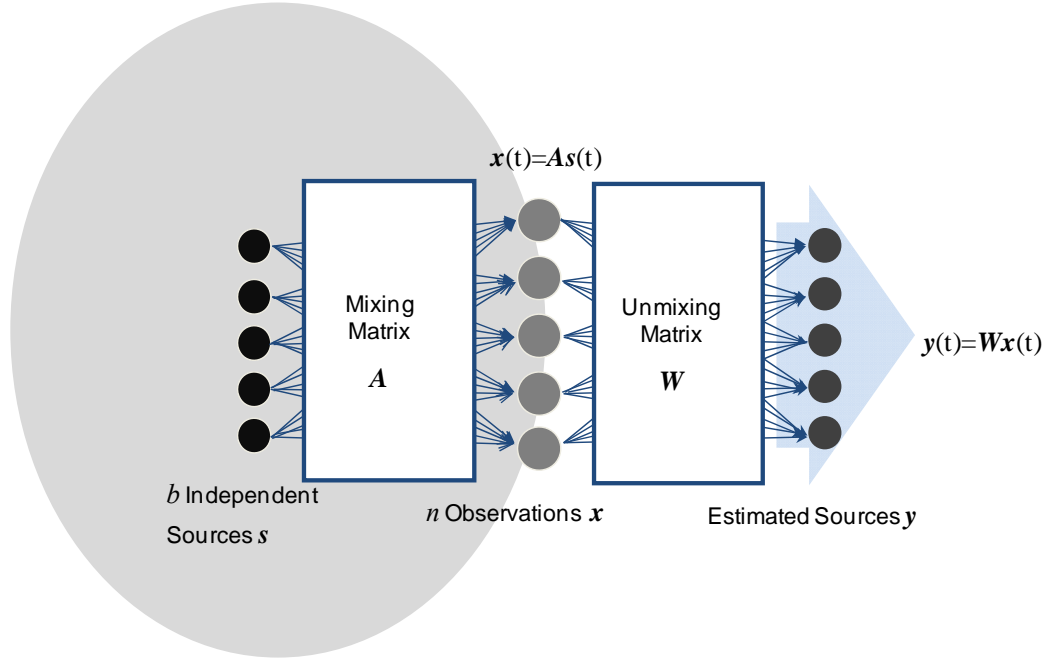 x(t)=As(t)
Mixing
Matrix
A
Unmixing
Matrix
W
y(t)=Wx(t)
b Independent
Sources s
n Observations x
Estimated Sources y